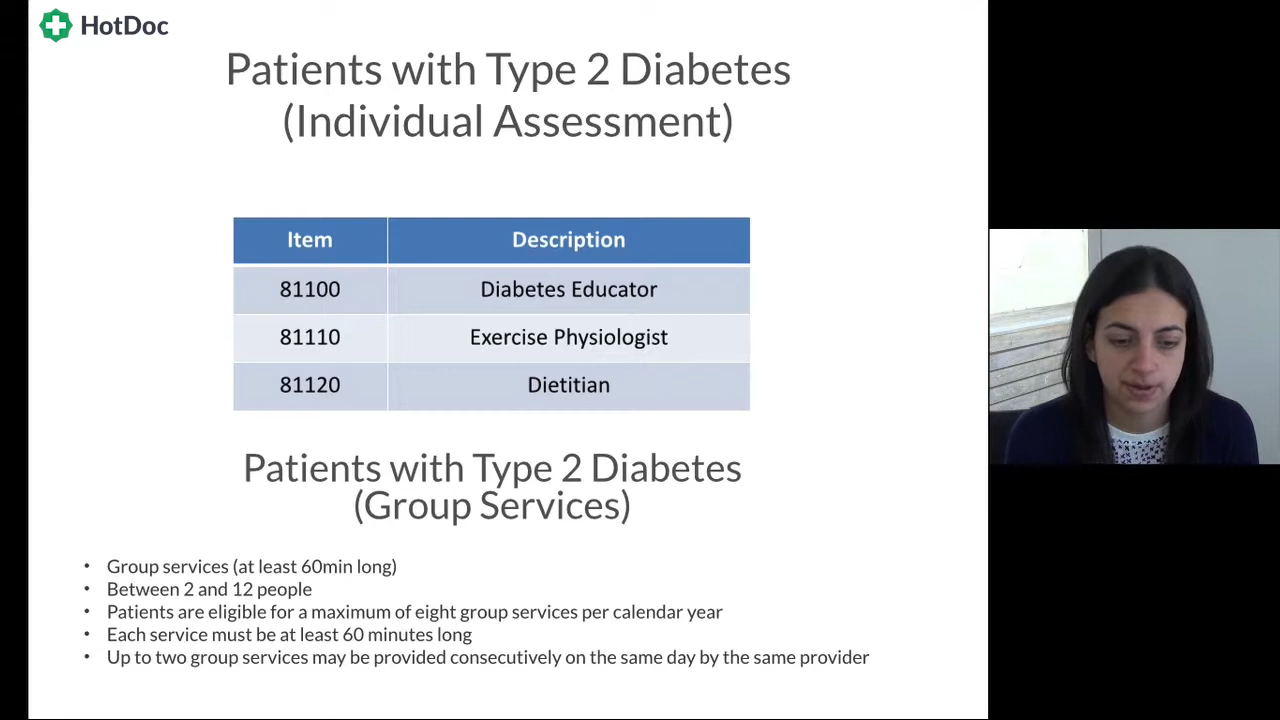 HotDoc
Patients with Type 2 Diabetes
(Individual Assessment)
Item Description
81100 Diabetes Educator
81110 Exercise Physiologist
81120 Dietitian
Patients with Type 2 Diabetes
(Group Services)
• Group services (at least 60min long)
• Between 2 and 12 people
• Patients are eligible for a maximum of eight group services per calendar year
• Each service must be at least 60 minutes long
• Up to two group services may be provided consecutively on the same day by the same provider